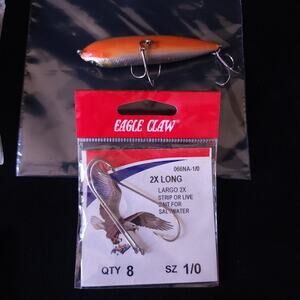 EAGLE CLAW
066NA-1/0
2X LONG
LARGO 2X
STRIP OR LIVE
BAIT FOR
SALTWATER
QTY 8 SZ 1/0